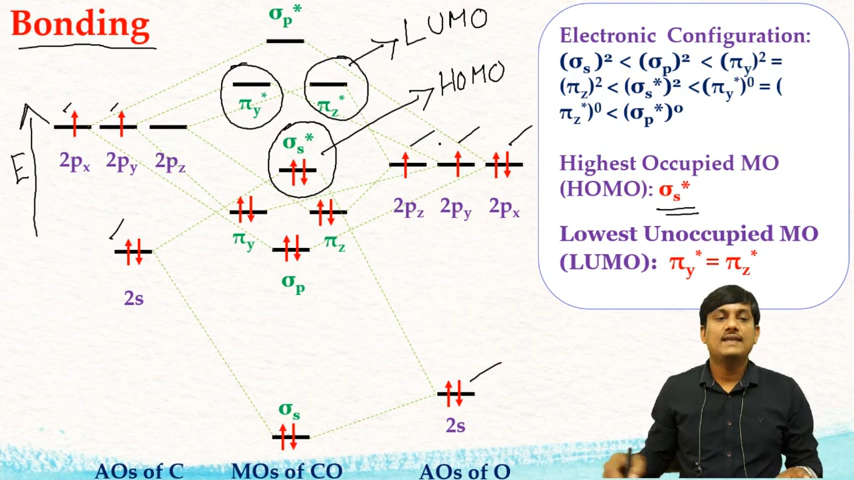 Bonding
σp*
LUMO
HOMO
πy*
πz*
σs*
E
2px 2py 2pz
2pz 2py 2px
πy
πz
σp
2s
σs
2s
AOs of C
MOs of CO
AOs of O
Electronic Configuration:
(σs)² < (σp)² < (πy)² =
(πz)² < (σs*)² <(πy*)⁰ = (
πz*)⁰ < (σp*)⁰
Highest Occupied MO
(HOMO): σs*
Lowest Unoccupied MO
(LUMO): πy* = πz*